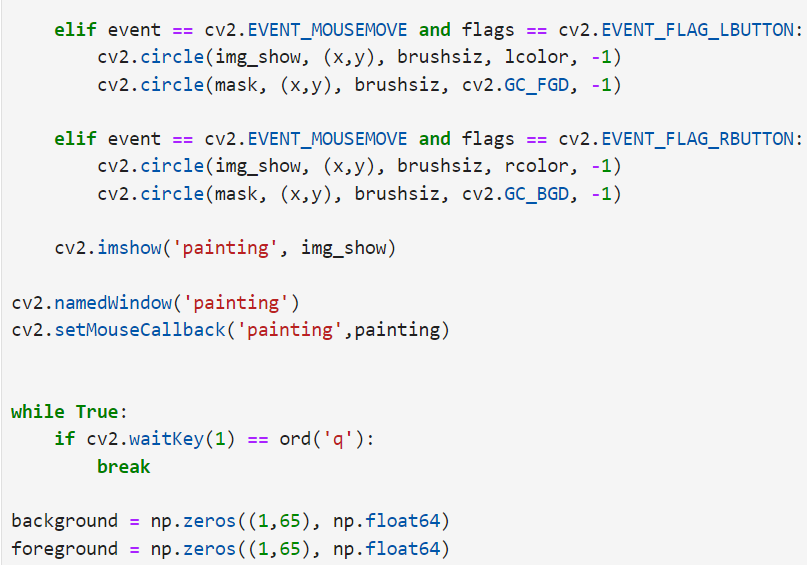 elif event == cv2.EVENT_MOUSEMOVE and flags == cv2.EVENT_FLAG_LBUTTON:
        cv2.circle(img_show, (x,y), brushsiz, lcolor, -1)
        cv2.circle(mask, (x,y), brushsiz, cv2.GC_FGD, -1)

    elif event == cv2.EVENT_MOUSEMOVE and flags == cv2.EVENT_FLAG_RBUTTON:
        cv2.circle(img_show, (x,y), brushsiz, rcolor, -1)
        cv2.circle(mask, (x,y), brushsiz, cv2.GC_BGD, -1)

    cv2.imshow('painting', img_show)

cv2.namedWindow('painting')
cv2.setMouseCallback('painting',painting)


while True:
    if cv2.waitKey(1) == ord('q'):
        break

background = np.zeros((1,65), np.float64)
foreground = np.zeros((1,65), np.float64)